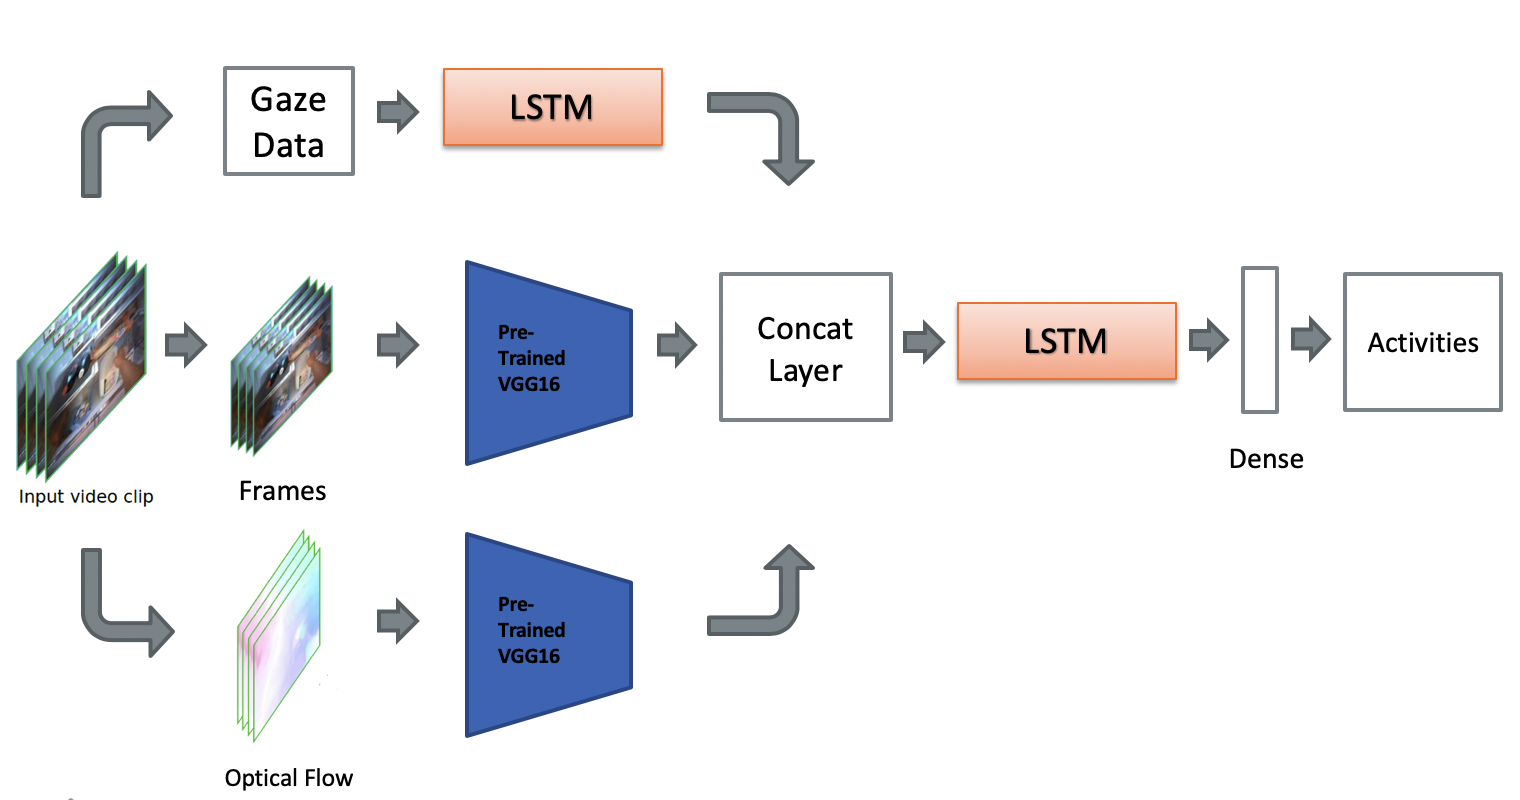 Gaze
Data
LSTM
Pre-
Trained
VGG16
Concat
Layer
LSTM
Activities
Dense
Input video clip
Frames
Pre-
Trained
VGG16
Optical Flow